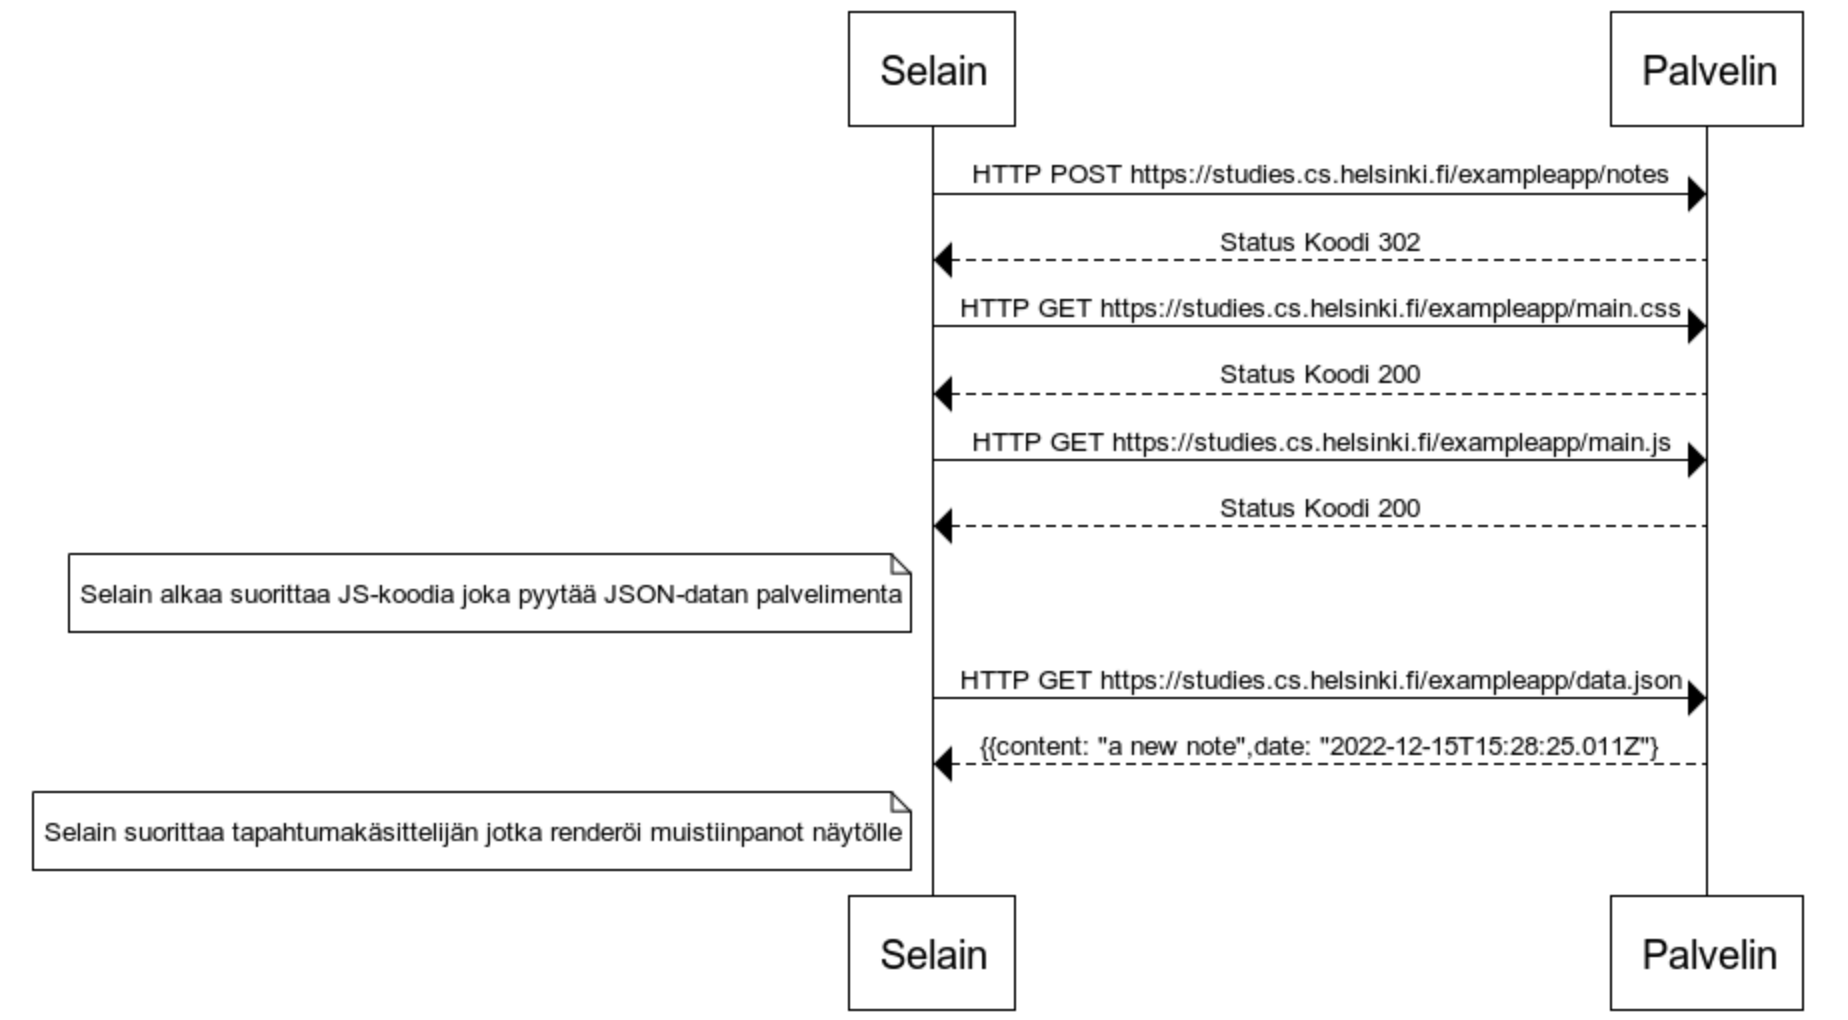 Selain
Palvelin
HTTP POST https://studies.cs.helsinki.fi/exampleapp/notes
Status Koodi 302
HTTP GET https://studies.cs.helsinki.fi/exampleapp/main.css
Status Koodi 200
HTTP GET https://studies.cs.helsinki.fi/exampleapp/main.js
Status Koodi 200
Selain alkaa suorittaa JS-koodia joka pyytää JSON-datan palvelimenta
HTTP GET https://studies.cs.helsinki.fi/exampleapp/data.json
{{content: "a new note",date: "2022-12-15T15:28:25.011Z"}
Selain suorittaa tapahtumakäsittelijän jotka renderöi muistiinpanot näytölle
Selain
Palvelin